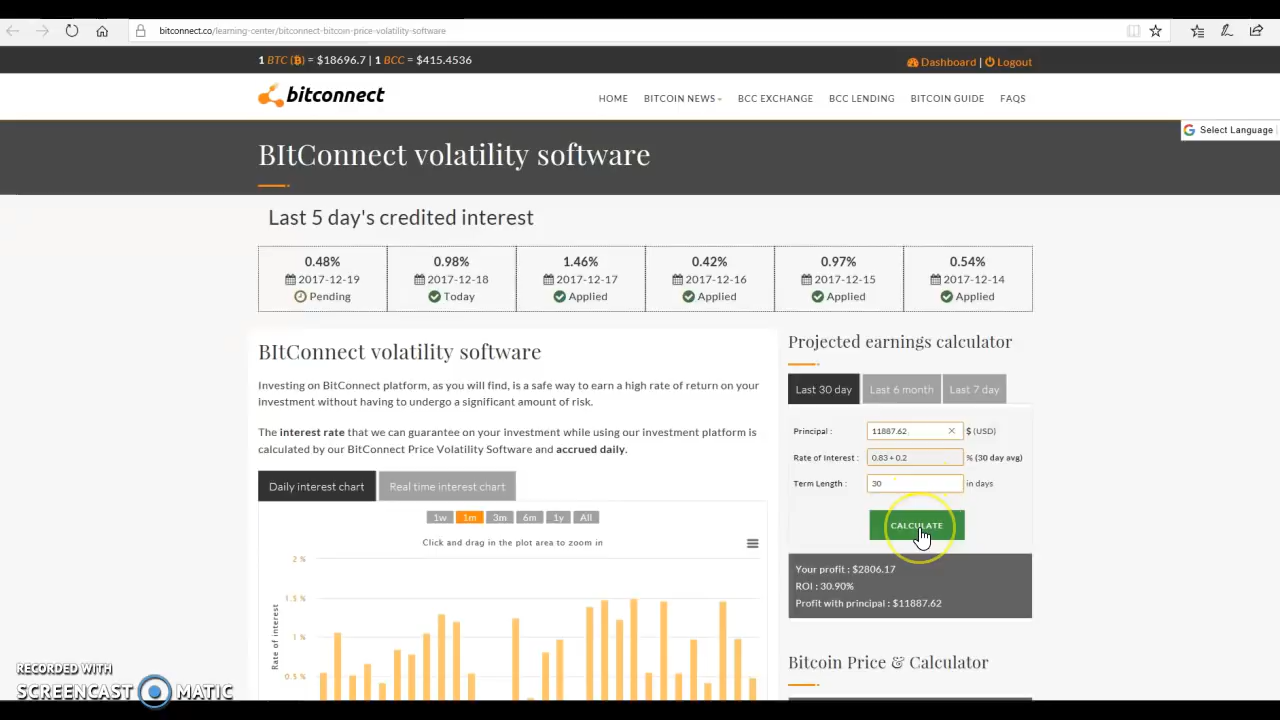 bitconnect.co/learning-center/bitconnect-bitcoin-price-volatility-software
1 BTC (₿) = $18696.7 | 1 BCC = $415.4536
Dashboard | Logout
bitconnect
HOME BITCOIN NEWS BCC EXCHANGE BCC LENDING BITCOIN GUIDE FAQS
Select Language
BItConnect volatility software
Last 5 day's credited interest
0.48% 0.98% 1.46% 0.42% 0.97% 0.54%
2017-12-19 2017-12-18 2017-12-17 2017-12-16 2017-12-15 2017-12-14
Pending Today Applied Applied Applied Applied
BItConnect volatility software
Investing on BitConnect platform, as you will find, is a safe way to earn a high rate of return on your
investment without having to undergo a significant amount of risk.
The interest rate that we can guarantee on your investment while using our investment platform is
calculated by our BitConnect Price Volatility Software and accrued daily.
Daily interest chart Real time interest chart
1w 1m 3m 6m 1y All
Click and drag in the plot area to zoom in
2 %
1.5 %
1 %
0.5 %
Rate of interest
Projected earnings calculator
Last 30 day Last 6 month Last 7 day
Principal : 11887.62 × $ (USD)
Rate of Interest : 0.83 + 0.2 % (30 day avg)
Term Length : 30 in days
CALCULATE
Your profit : $2806.17
ROI : 30.90%
Profit with principal : $11887.62
Bitcoin Price & Calculator
RECORDED WITH
SCREENCAST MATIC